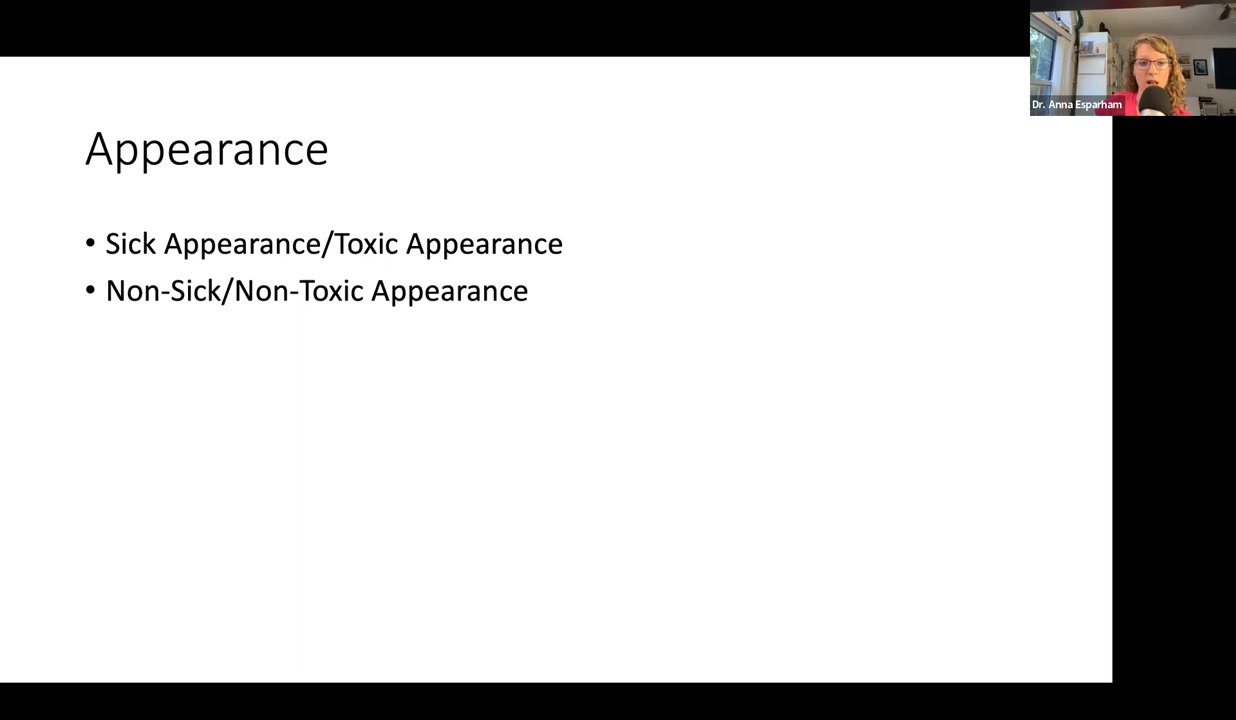 Dr. Anna Esparham
Appearance
• Sick Appearance/Toxic Appearance
• Non-Sick/Non-Toxic Appearance